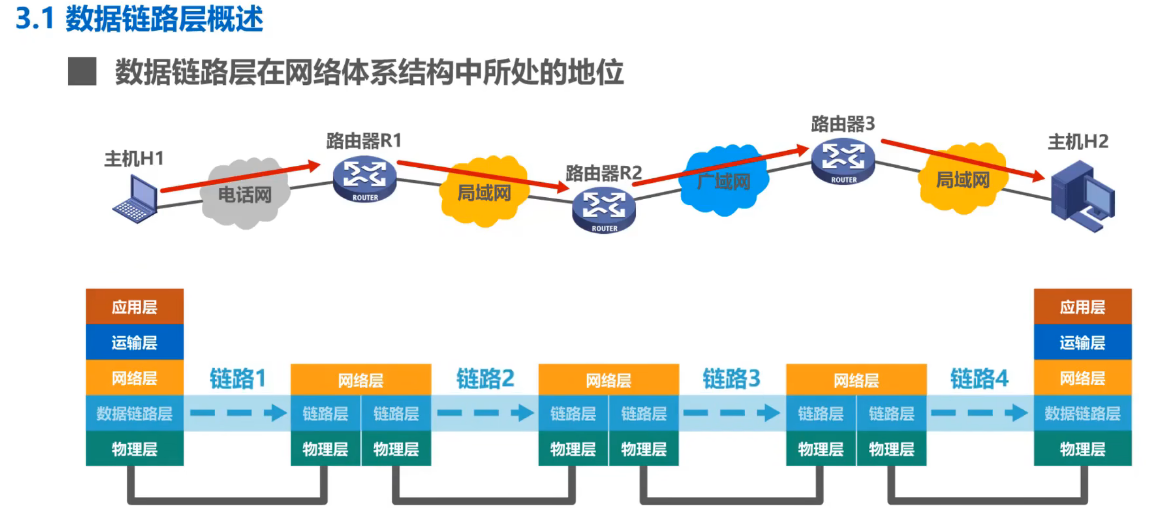 3.1 数据链路层概述
数据链路层在网络体系结构中所处的地位
主机H1
电话网
路由器R1
ROUTER
局域网
路由器R2
ROUTER
广域网
路由器3
ROUTER
局域网
主机H2
应用层
应用层
运输层
运输层
网络层 链路1 网络层 链路2 网络层 链路3 网络层 链路4 网络层
数据链路层 链路层 链路层 链路层 链路层 链路层 链路层 数据链路层
物理层 物理层 物理层 物理层 物理层 物理层 物理层 物理层